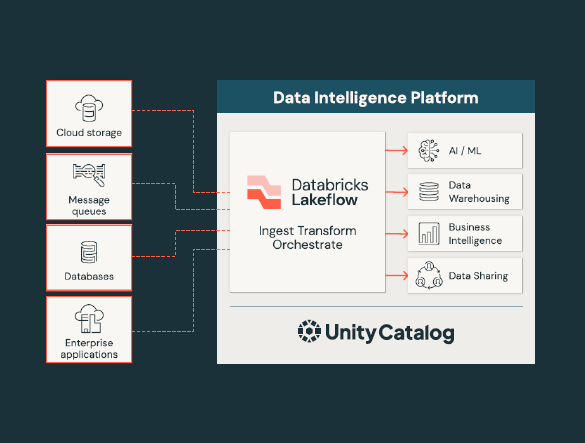 Data Intelligence Platform
Cloud storage
Message
queues
Databases
Enterprise
applications
Databricks
Lakeflow
Ingest Transform
Orchestrate
AI / ML
Data
Warehousing
Business
Intelligence
Data Sharing
Unity Catalog